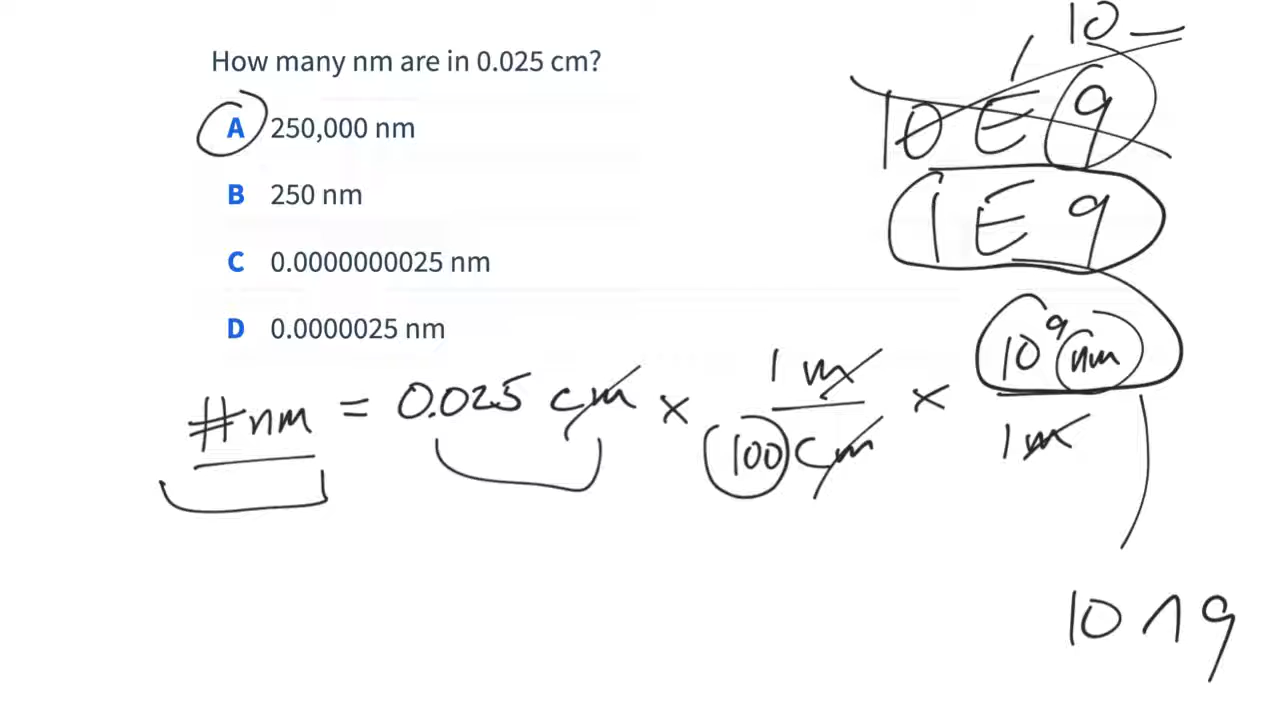 How many nm are in 0.025 cm?
A 250,000 nm
B 250 nm
C 0.0000000025 nm
D 0.0000025 nm
10
10 E 9
1 E 9
#nm = 0.025 cm × 1 m / 100 cm × 10⁹ nm / 1 m
10 ^ 9